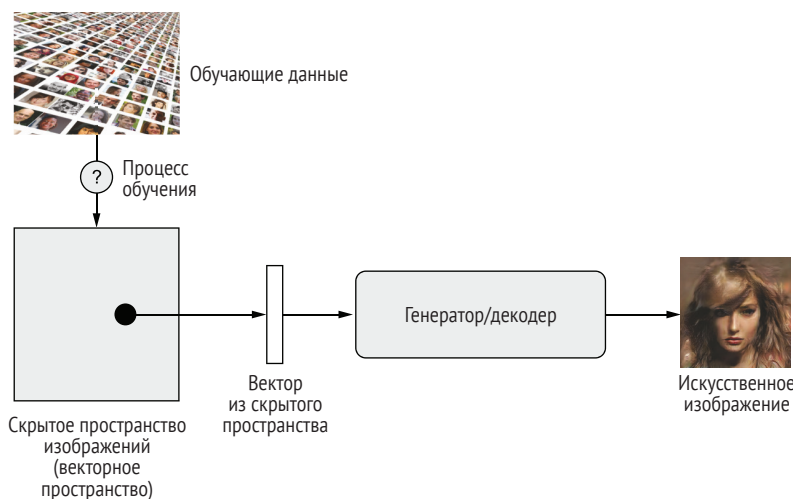 Обучающие данные
?
Процесс
обучения
Генератор/декодер
Вектор
из скрытого
пространства
Искусственное
изображение
Скрытое пространство
изображений
(векторное
пространство)